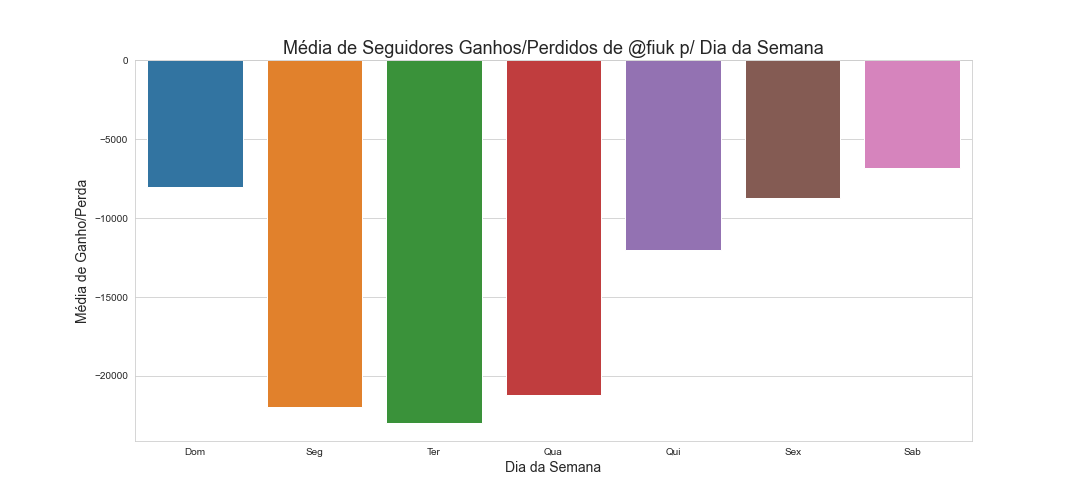 Média de Seguidores Ganhos/Perdidos de @fiuk p/ Dia da Semana
Média de Ganho/Perda
0
−5000
−10000
−15000
−20000
Dom Seg Ter Qua Qui Sex Sab
Dia da Semana